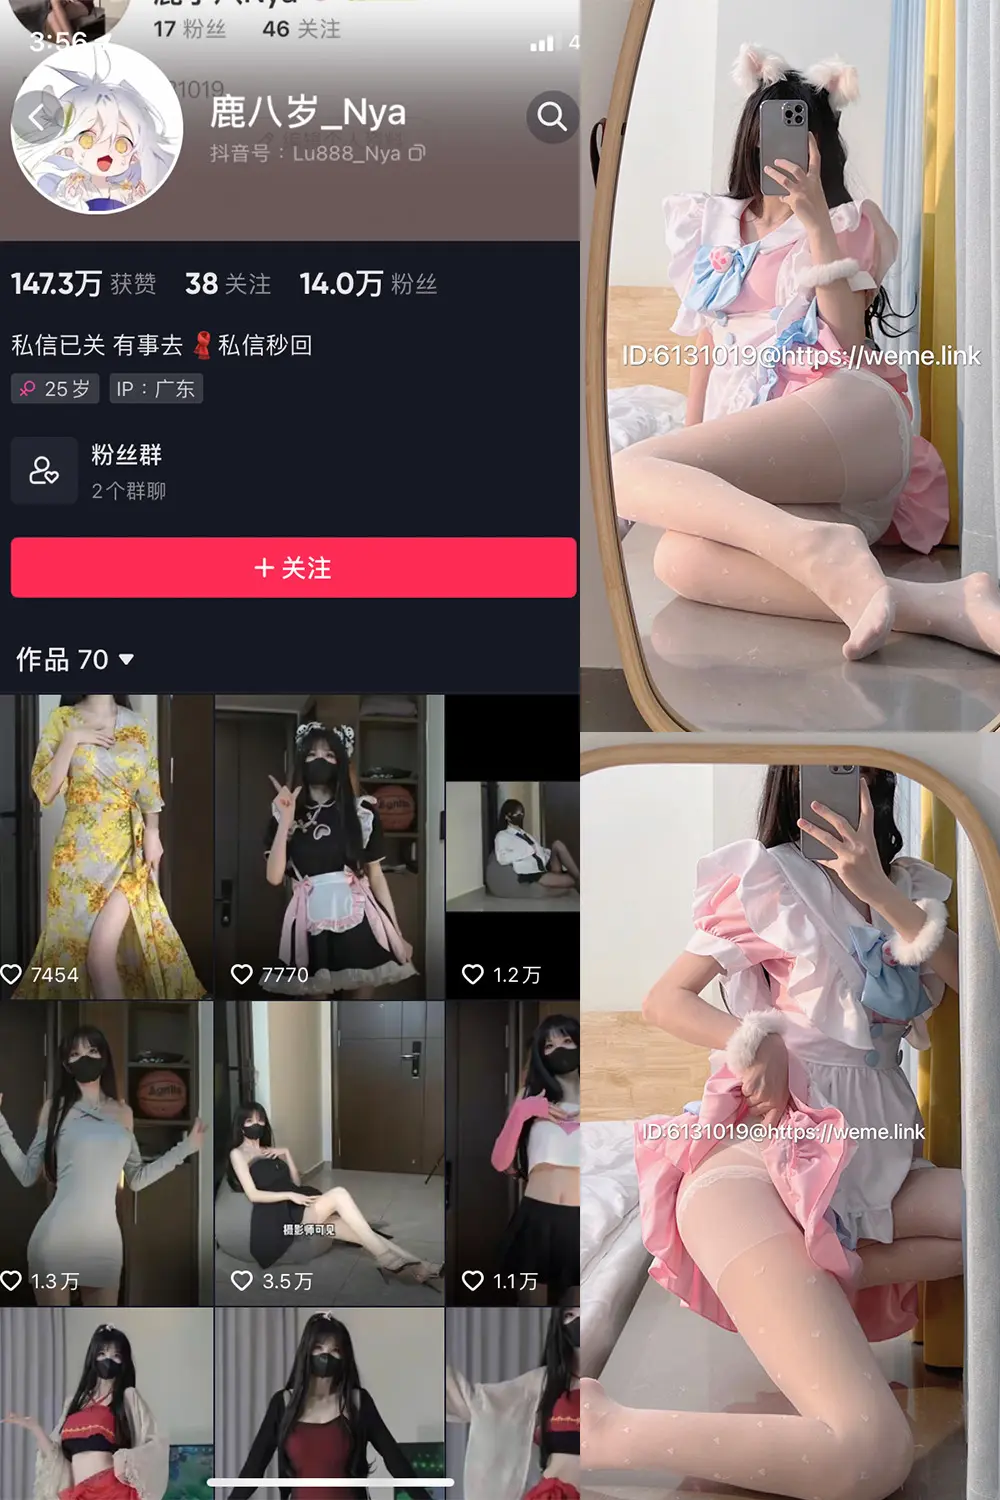 17 粉丝 46 关注
3:56
4
31019
鹿八岁_Nya
抖音号：Lu888_Nya
147.3万 获赞 38 关注 14.0万 粉丝
私信已关 有事去 私信秒回
25岁 IP：广东
粉丝群
2个群聊
+ 关注
作品 70
7454
7770
1.2万
1.3万
摄影师可见
3.5万
1.1万
ID:6131019@https://weme.link
ID:6131019@https://weme.link